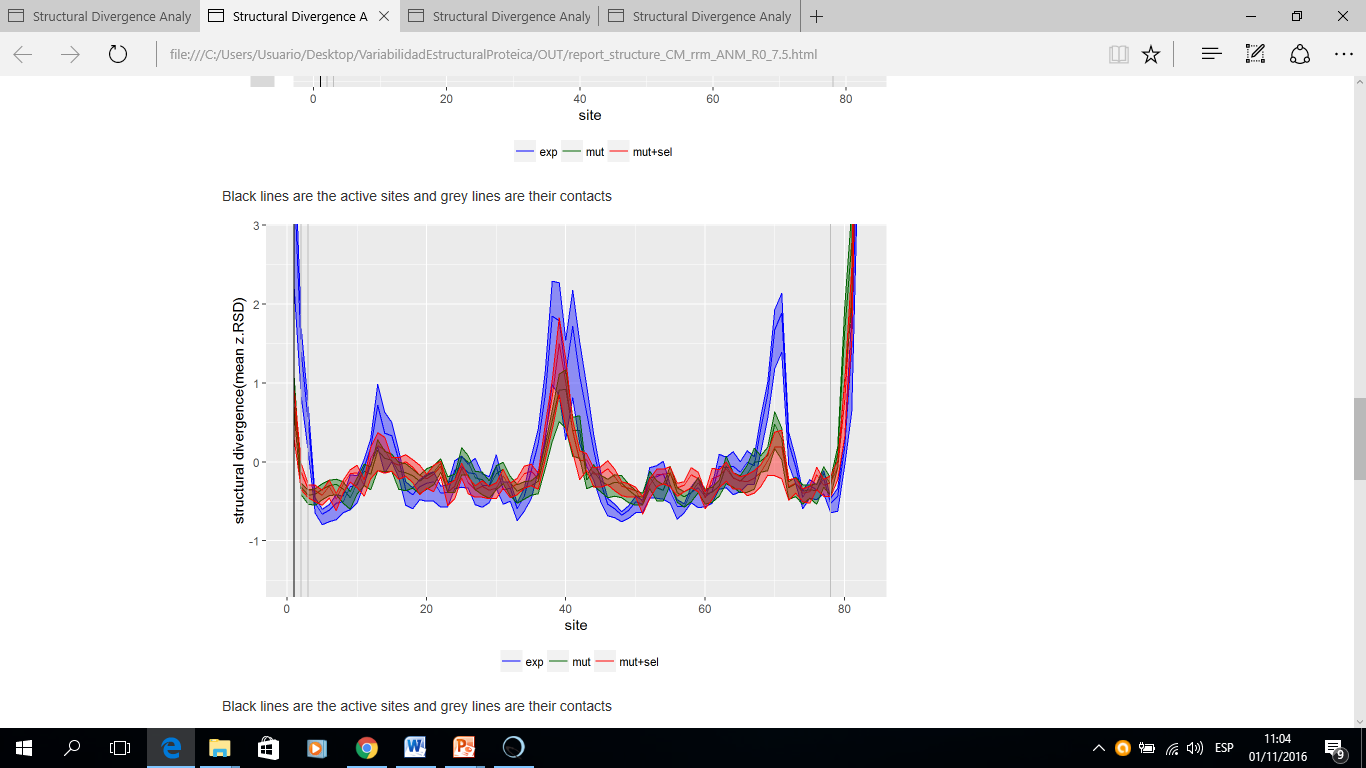 Structural Divergence Analy
Structural Divergence A
Structural Divergence Analy
Structural Divergence Analy
file:///C:/Users/Usuario/Desktop/VariabilidadEstructuralProteica/OUT/report_structure_CM_rrm_ANM_R0_7.5.html
0 20 40 60 80
site
exp mut mut+sel
Black lines are the active sites and grey lines are their contacts
3
2
1
0
-1
structural divergence(mean z.RSD)
0 20 40 60 80
site
exp mut mut+sel
Black lines are the active sites and grey lines are their contacts
ESP
11:04
01/11/2016
9